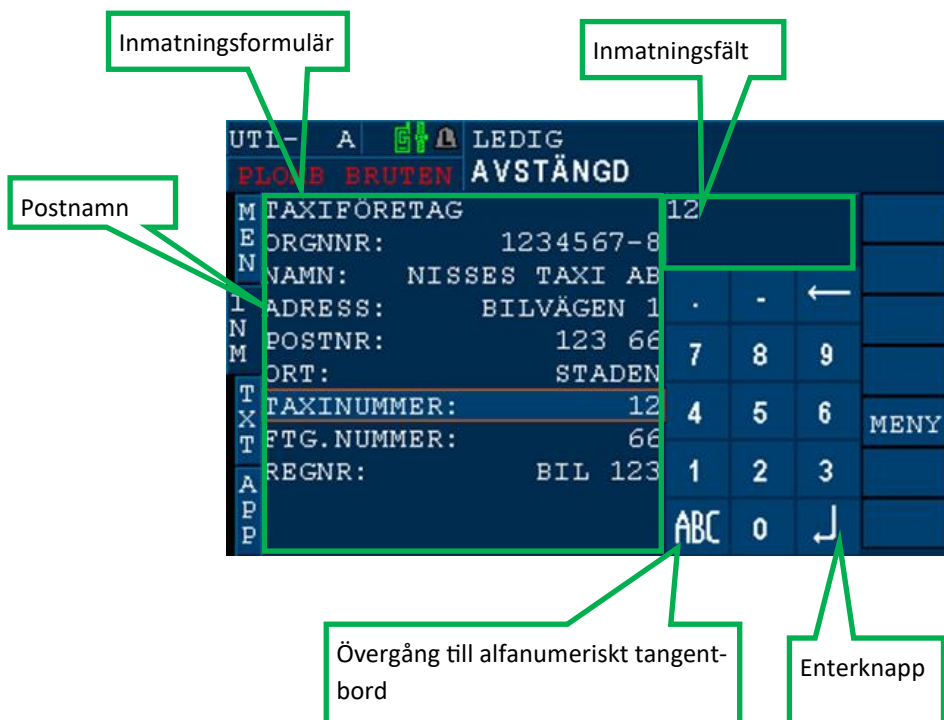 Inmatningsformulär
Inmatningsfält
UTL- A LEDIG
PLOMB BRUTEN AVSTÄNGD
Postnamn
MEN
INM
TXT
APP
TAXIFÖRETAG
ORGNNR: 1234567-8
NAMN: NISSES TAXI AB
ADRESS: BILVÄGEN 1
POSTNR: 123 66
ORT: STADEN
TAXINUMMER: 12
FTG.NUMMER: 66
REGNR: BIL 123
12
. - ←
7 8 9
4 5 6
1 2 3
ABC 0 ↵
MENY
Övergång till alfanumeriskt tangent-
bord
Enterknapp